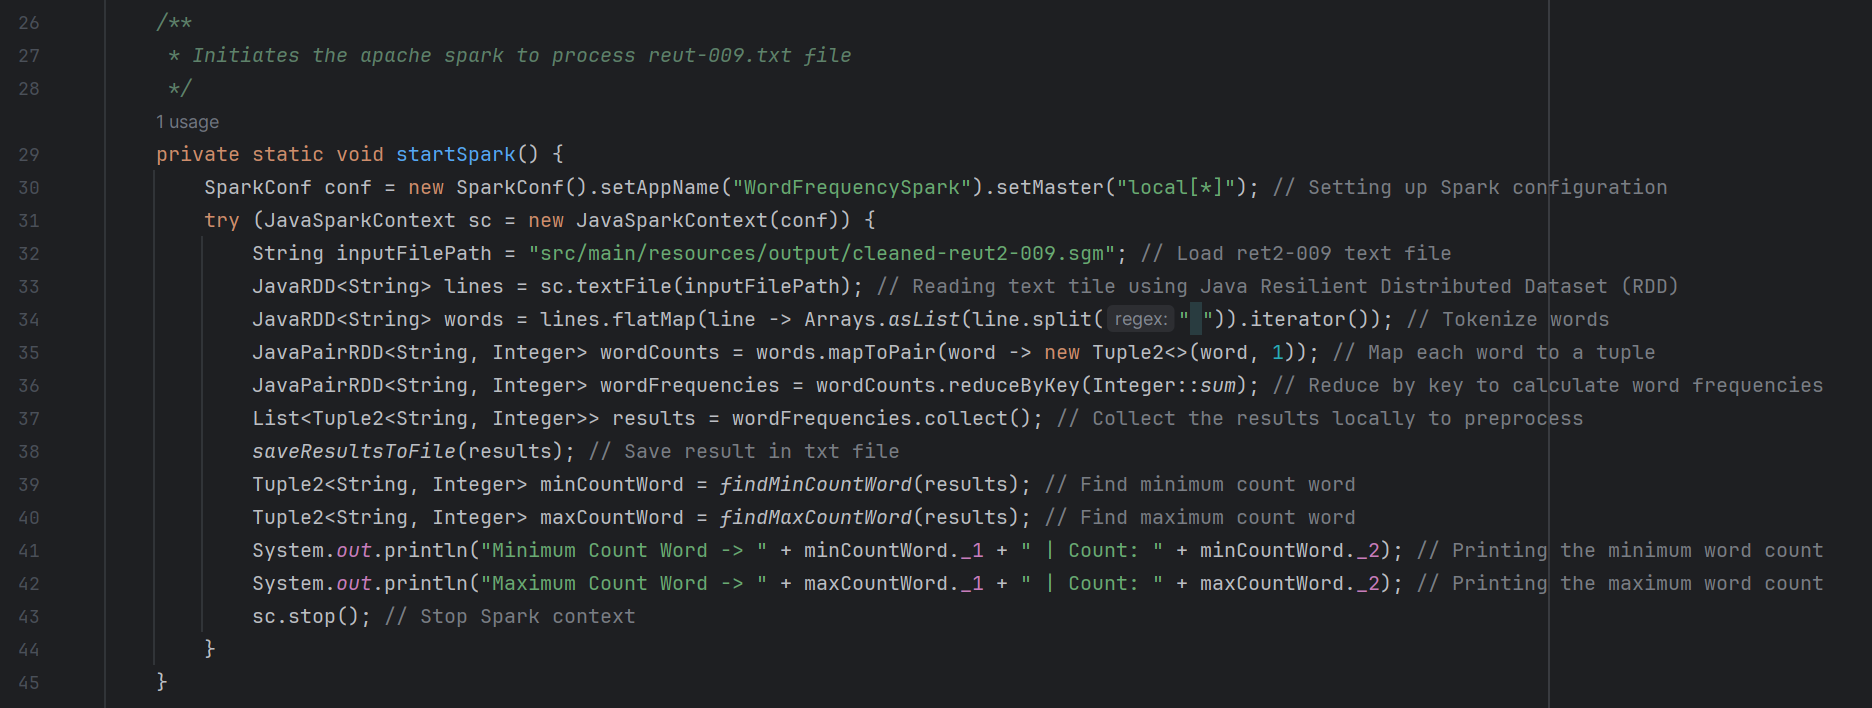 26 /**
27 * Initiates the apache spark to process reut-009.txt file
28 */
1 usage
29 private static void startSpark() {
30 SparkConf conf = new SparkConf().setAppName("WordFrequencySpark").setMaster("local[*]"); // Setting up Spark configuration
31 try (JavaSparkContext sc = new JavaSparkContext(conf)) {
32 String inputFilePath = "src/main/resources/output/cleaned-reut2-009.sgm"; // Load ret2-009 text file
33 JavaRDD<String> lines = sc.textFile(inputFilePath); // Reading text tile using Java Resilient Distributed Dataset (RDD)
34 JavaRDD<String> words = lines.flatMap(line -> Arrays.asList(line.split( regex: " ")).iterator()); // Tokenize words
35 JavaPairRDD<String, Integer> wordCounts = words.mapToPair(word -> new Tuple2<>(word, 1)); // Map each word to a tuple
36 JavaPairRDD<String, Integer> wordFrequencies = wordCounts.reduceByKey(Integer::sum); // Reduce by key to calculate word frequencies
37 List<Tuple2<String, Integer>> results = wordFrequencies.collect(); // Collect the results locally to preprocess
38 saveResultsToFile(results); // Save result in txt file
39 Tuple2<String, Integer> minCountWord = findMinCountWord(results); // Find minimum count word
40 Tuple2<String, Integer> maxCountWord = findMaxCountWord(results); // Find maximum count word
41 System.out.println("Minimum Count Word -> " + minCountWord._1 + " | Count: " + minCountWord._2); // Printing the minimum word count
42 System.out.println("Maximum Count Word -> " + maxCountWord._1 + " | Count: " + maxCountWord._2); // Printing the maximum word count
43 sc.stop(); // Stop Spark context
44 }
45 }